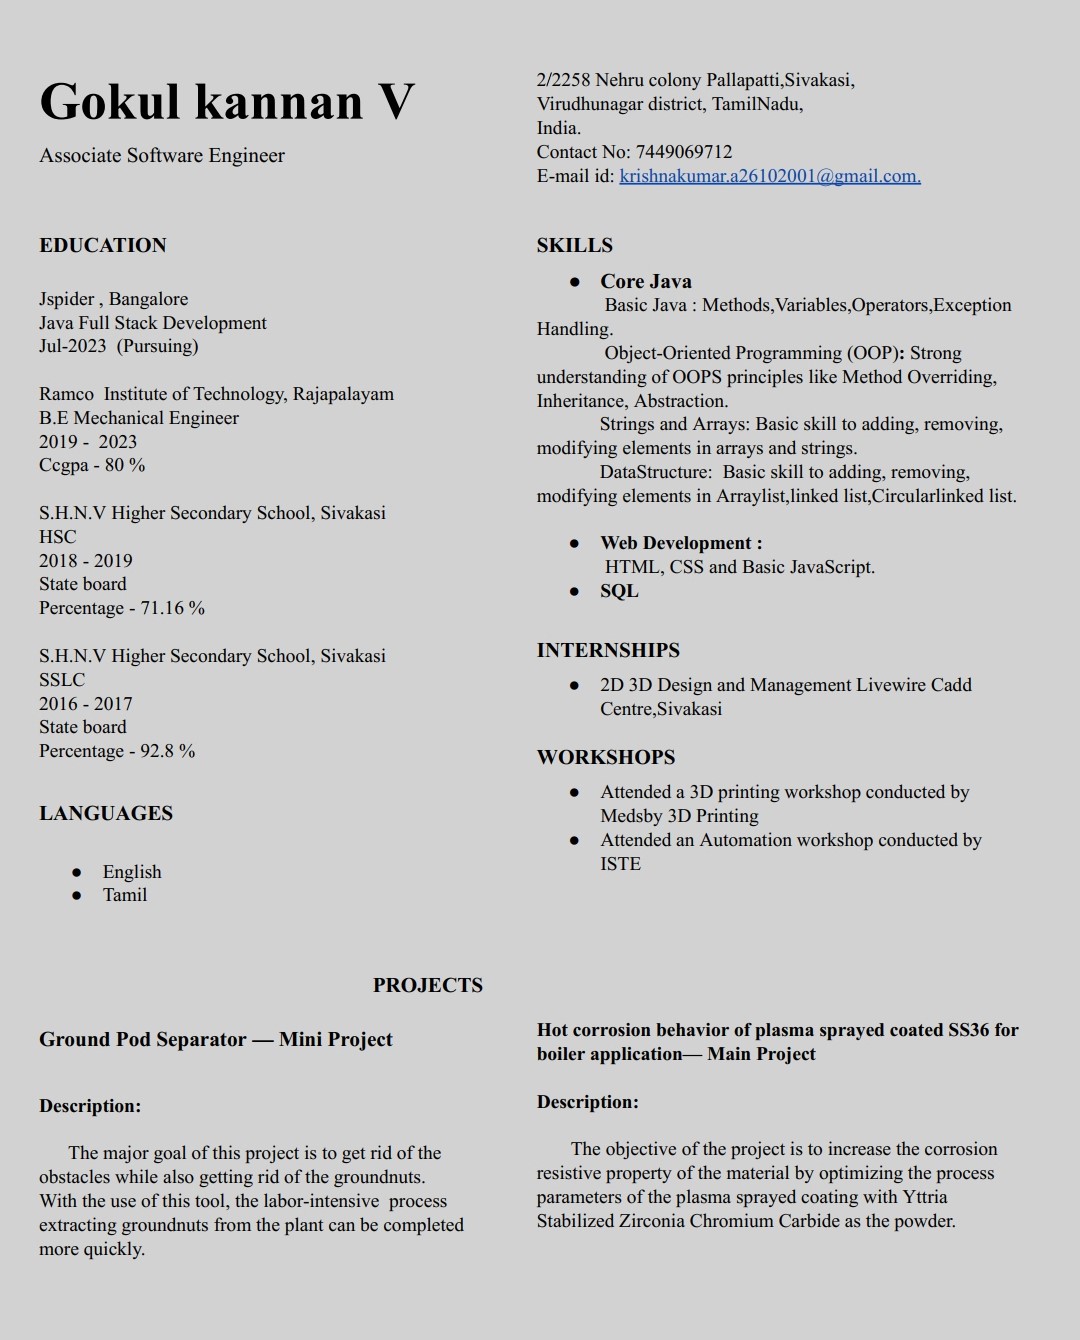 Gokul kannan V
Associate Software Engineer
2/2258 Nehru colony Pallapatti,Sivakasi,
Virudhunagar district, TamilNadu,
India.
Contact No: 7449069712
E-mail id: krishnakumar.a26102001@gmail.com.
EDUCATION
Jspider , Bangalore
Java Full Stack Development
Jul-2023  (Pursuing)
Ramco  Institute of Technology, Rajapalayam
B.E Mechanical Engineer
2019 -  2023
Ccgpa - 80 %
S.H.N.V Higher Secondary School, Sivakasi
HSC
2018 - 2019
State board
Percentage - 71.16 %
S.H.N.V Higher Secondary School, Sivakasi
SSLC
2016 - 2017
State board
Percentage - 92.8 %
LANGUAGES
● English
● Tamil
SKILLS
● Core Java
Basic Java : Methods,Variables,Operators,Exception
Handling.
Object-Oriented Programming (OOP): Strong
understanding of OOPS principles like Method Overriding,
Inheritance, Abstraction.
Strings and Arrays: Basic skill to adding, removing,
modifying elements in arrays and strings.
DataStructure:  Basic skill to adding, removing,
modifying elements in Arraylist,linked list,Circularlinked list.
● Web Development :
HTML, CSS and Basic JavaScript.
● SQL
INTERNSHIPS
● 2D 3D Design and Management Livewire Cadd
Centre,Sivakasi
WORKSHOPS
● Attended a 3D printing workshop conducted by
Medsby 3D Printing
● Attended an Automation workshop conducted by
ISTE
PROJECTS
Ground Pod Separator — Mini Project
Description:
The major goal of this project is to get rid of the
obstacles while also getting rid of the groundnuts.
With the use of this tool, the labor-intensive  process
extracting groundnuts from the plant can be completed
more quickly.
Hot corrosion behavior of plasma sprayed coated SS36 for
boiler application— Main Project
Description:
The objective of the project is to increase the corrosion
resistive property of the material by optimizing the process
parameters of the plasma sprayed coating with Yttria
Stabilized Zirconia Chromium Carbide as the powder.